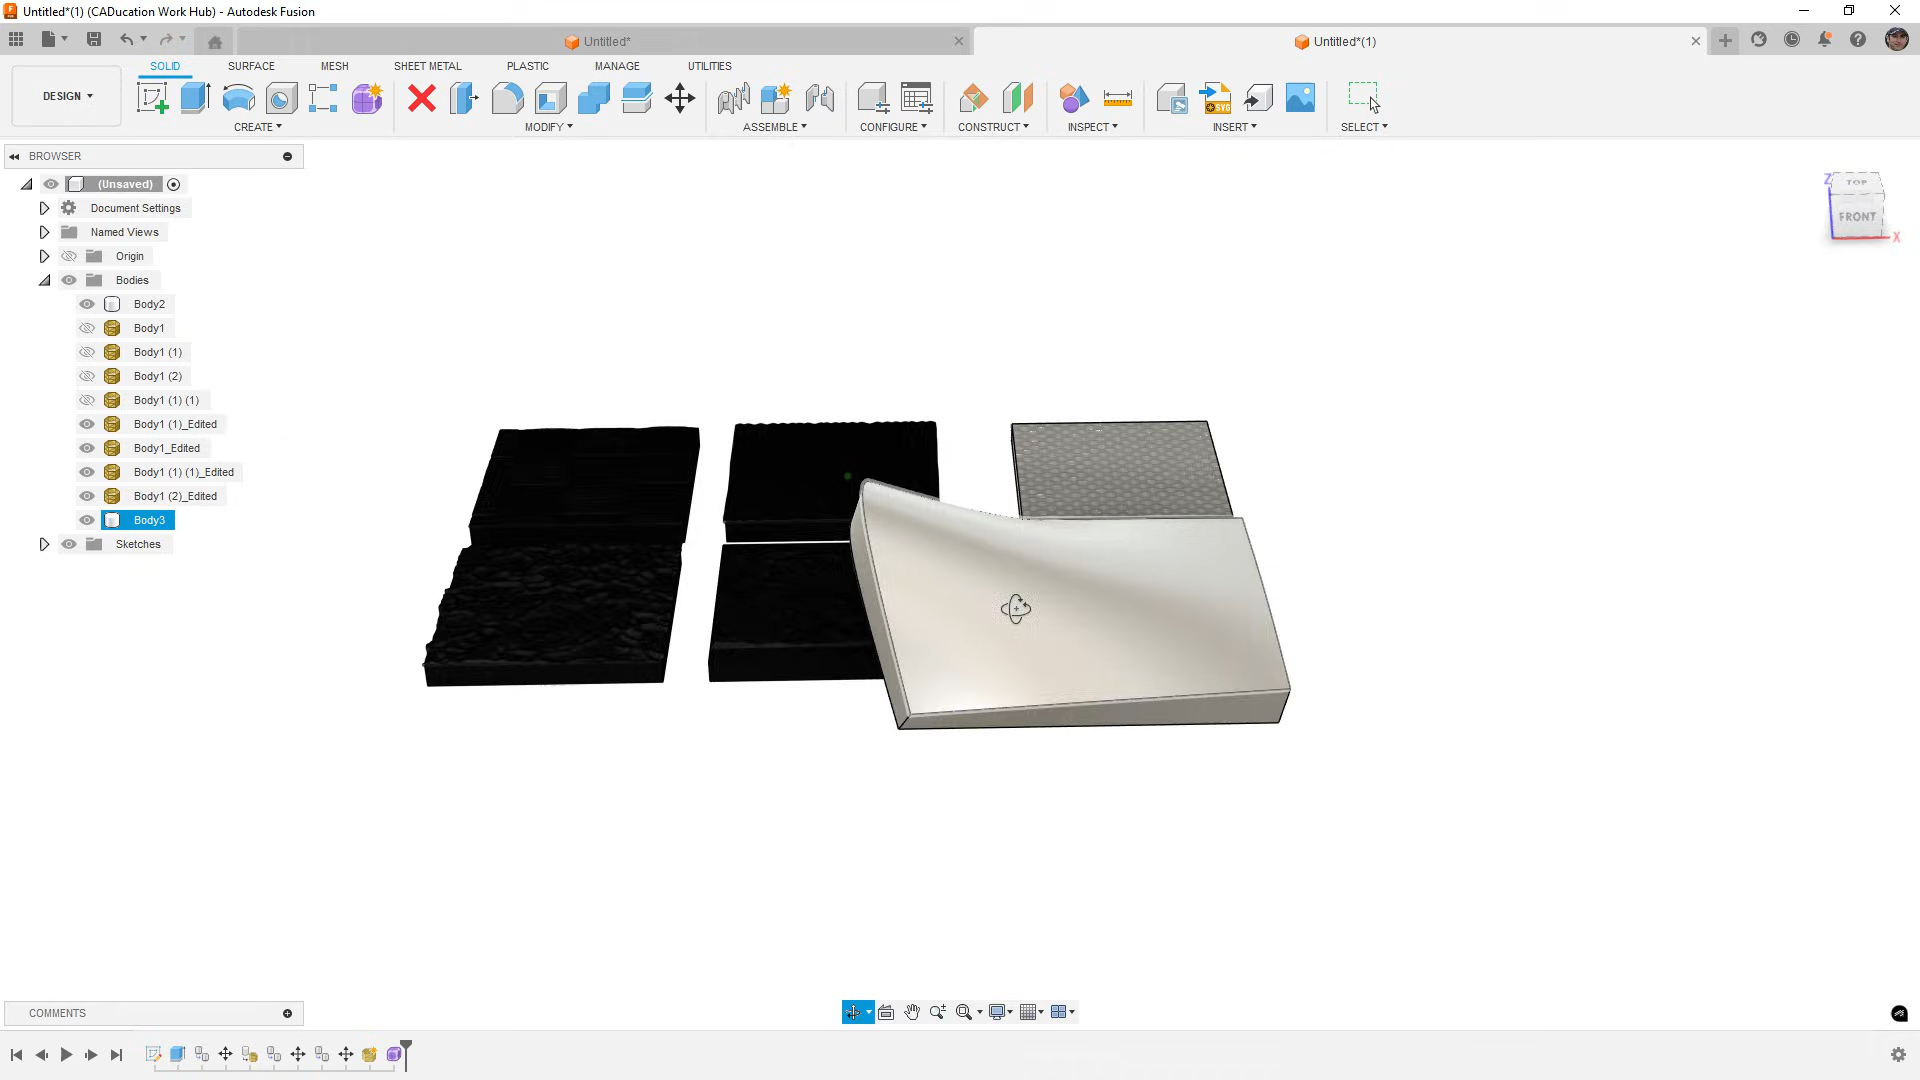 Untitled*(1) (CADucation Work Hub) - Autodesk Fusion
Untitled*
Untitled*(1)
DESIGN
SOLID
SURFACE
MESH
SHEET METAL
PLASTIC
MANAGE
UTILITIES
SVG
CREATE
MODIFY
ASSEMBLE
CONFIGURE
CONSTRUCT
INSPECT
INSERT
SELECT
BROWSER
(Unsaved)
Document Settings
Named Views
Origin
Bodies
Body2
Body1
Body1 (1)
Body1 (2)
Body1 (1) (1)
Body1 (1)_Edited
Body1_Edited
Body1 (1) (1)_Edited
Body1 (2)_Edited
Body3
Sketches
Z
TOP
FRONT
X
COMMENTS